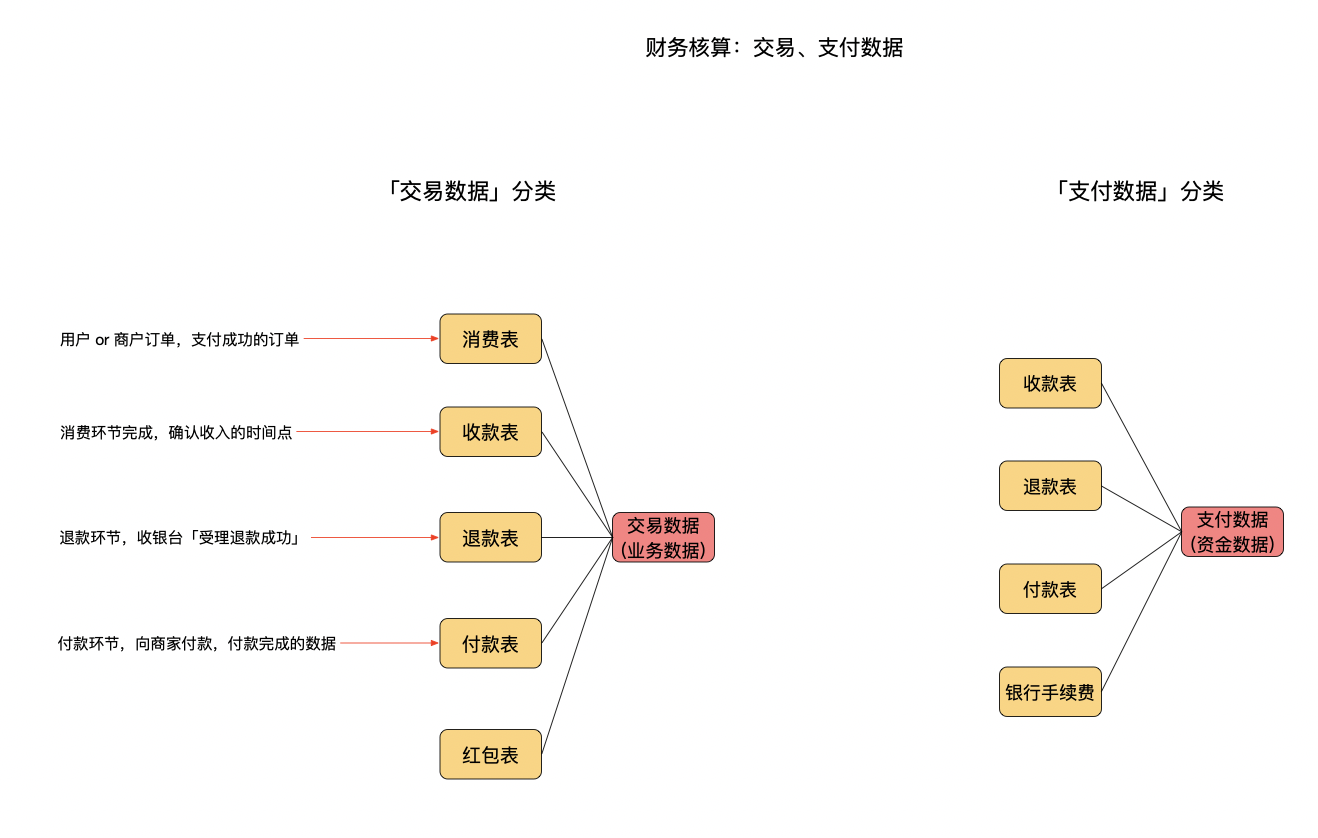 财务核算：交易、支付数据
「交易数据」分类
「支付数据」分类
用户 or 商户订单，支付成功的订单
消费表
消费环节完成，确认收入的时间点
收款表
退款环节，收银台「受理退款成功」
退款表
付款环节，向商家付款，付款完成的数据
付款表
红包表
交易数据
(业务数据)
收款表
退款表
付款表
银行手续费
支付数据
(资金数据)